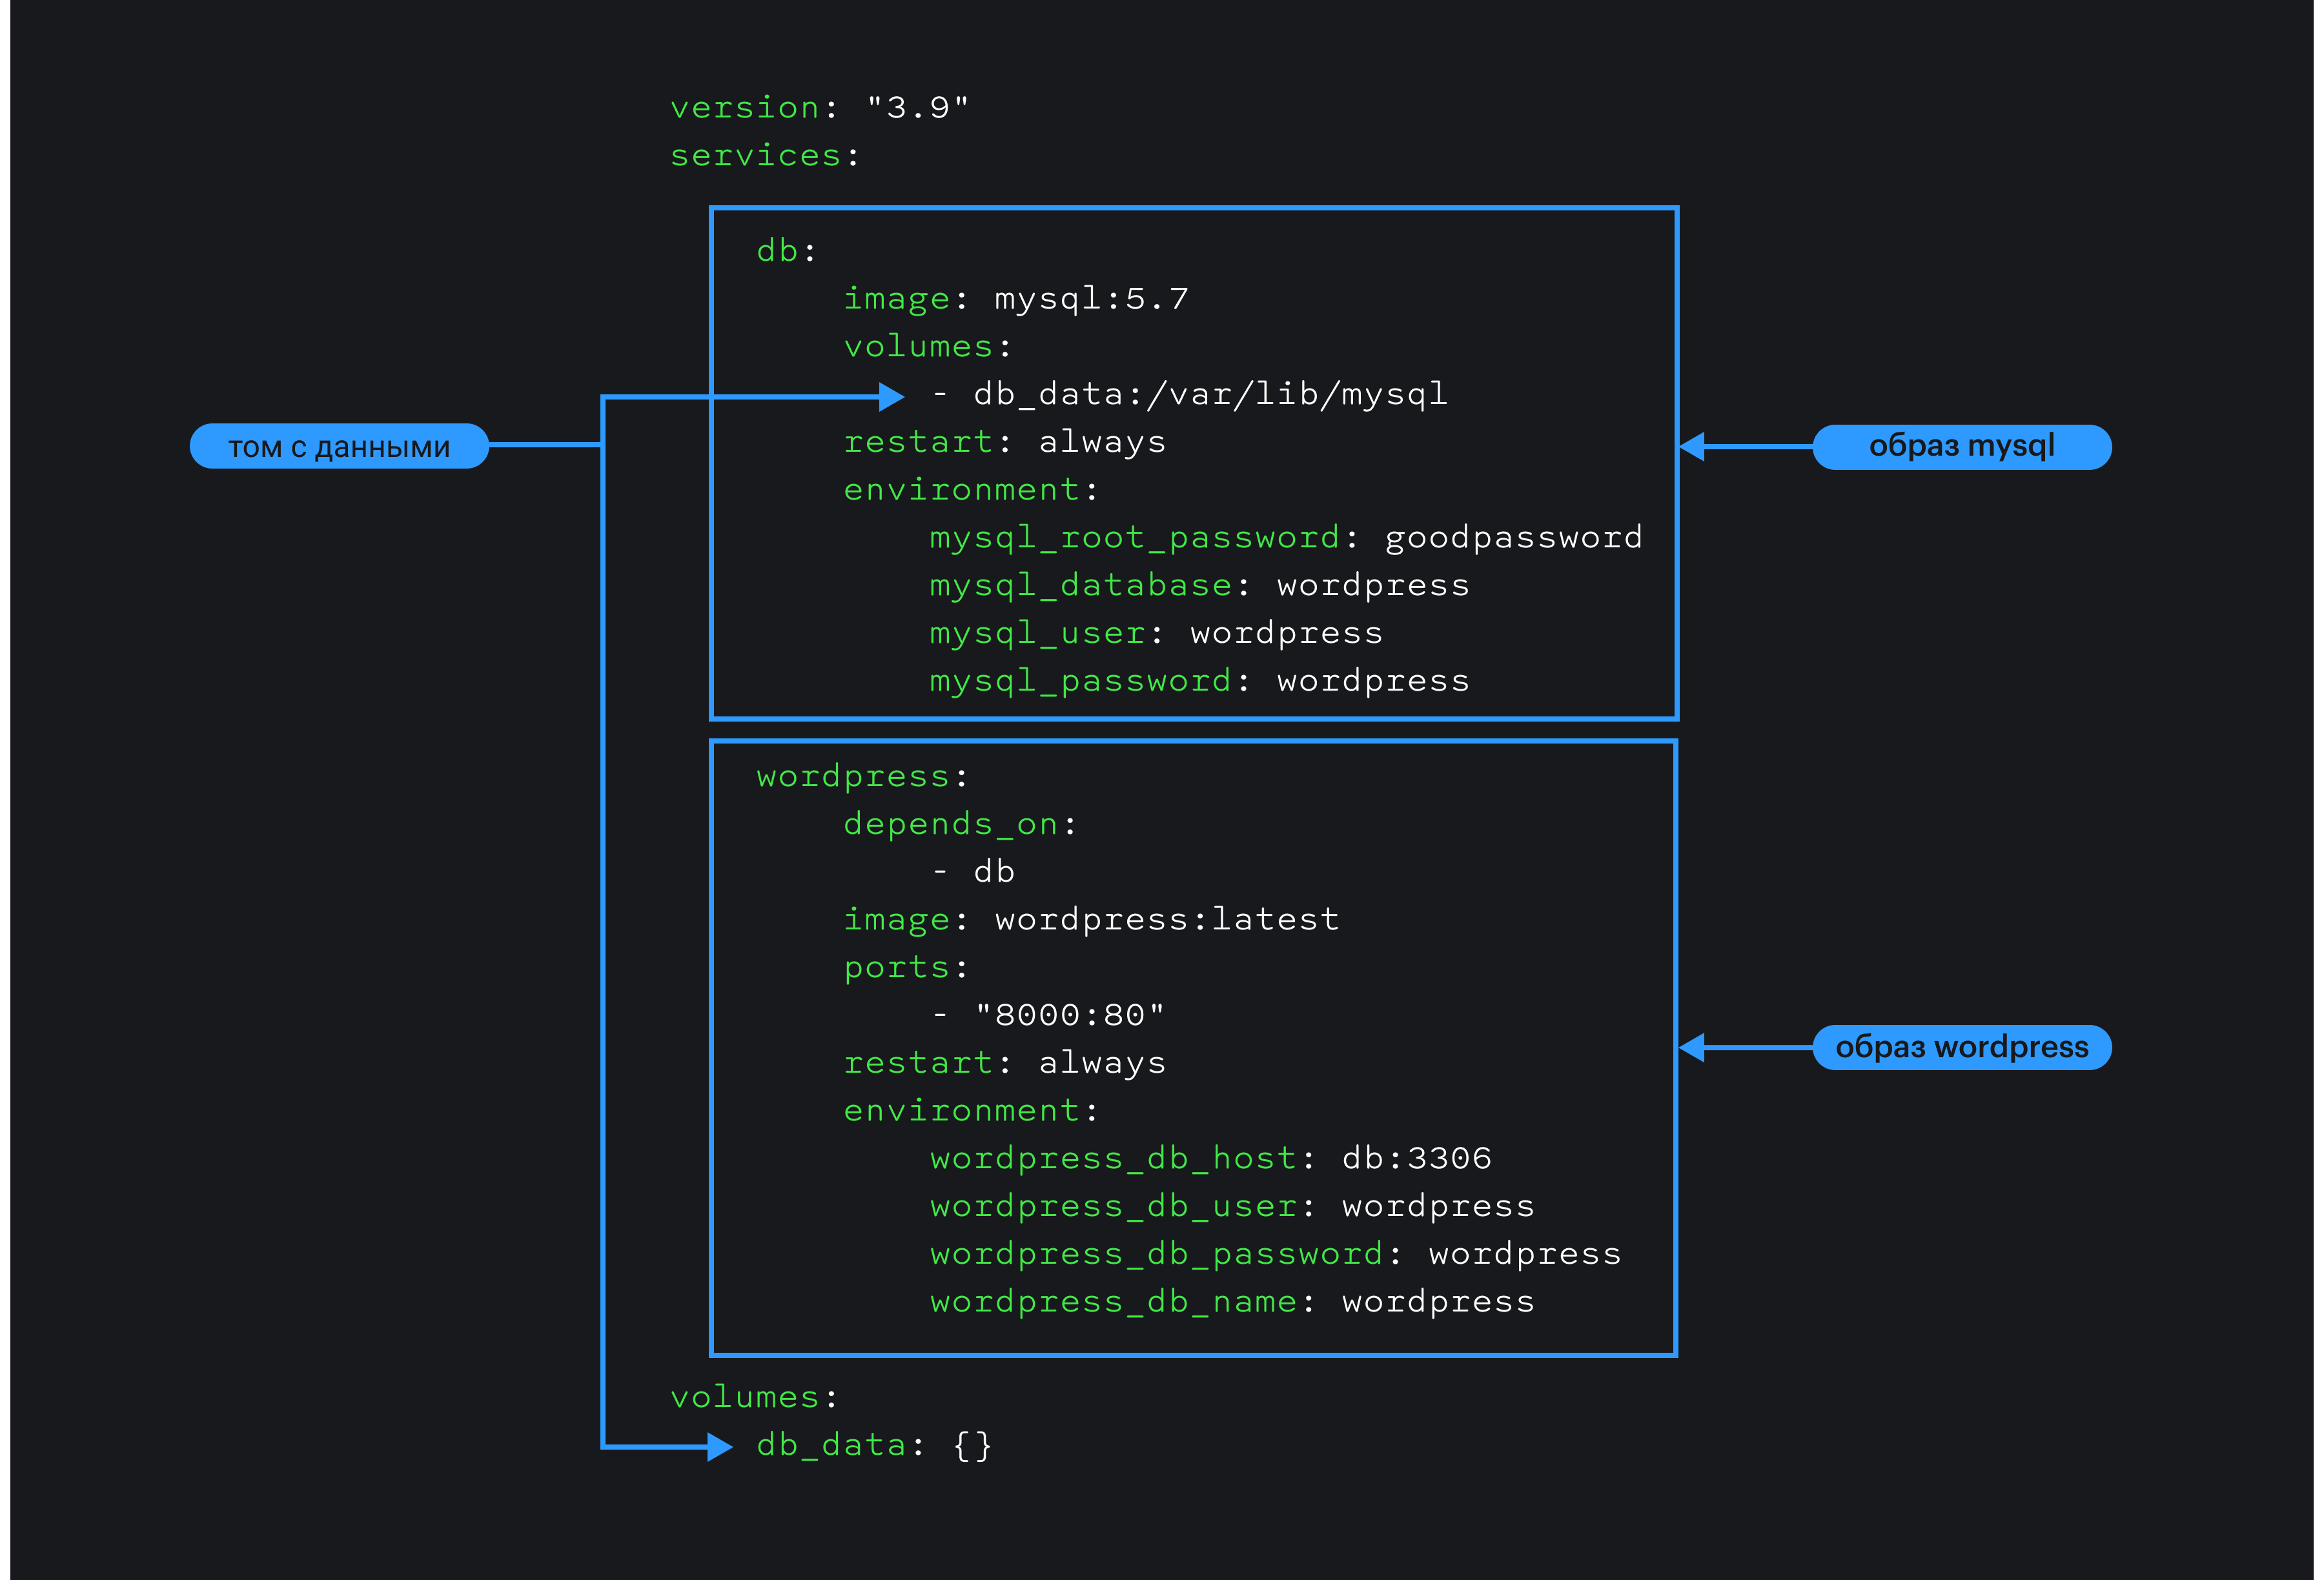 version: "3.9"
services:
db:
image: mysql:5.7
volumes:
- db_data:/var/lib/mysql
restart: always
environment:
mysql_root_password: goodpassword
mysql_database: wordpress
mysql_user: wordpress
mysql_password: wordpress
том с данными
образ mysql
wordpress:
depends_on:
- db
image: wordpress:latest
ports:
- "8000:80"
restart: always
environment:
wordpress_db_host: db:3306
wordpress_db_user: wordpress
wordpress_db_password: wordpress
wordpress_db_name: wordpress
образ wordpress
volumes:
db_data: {}